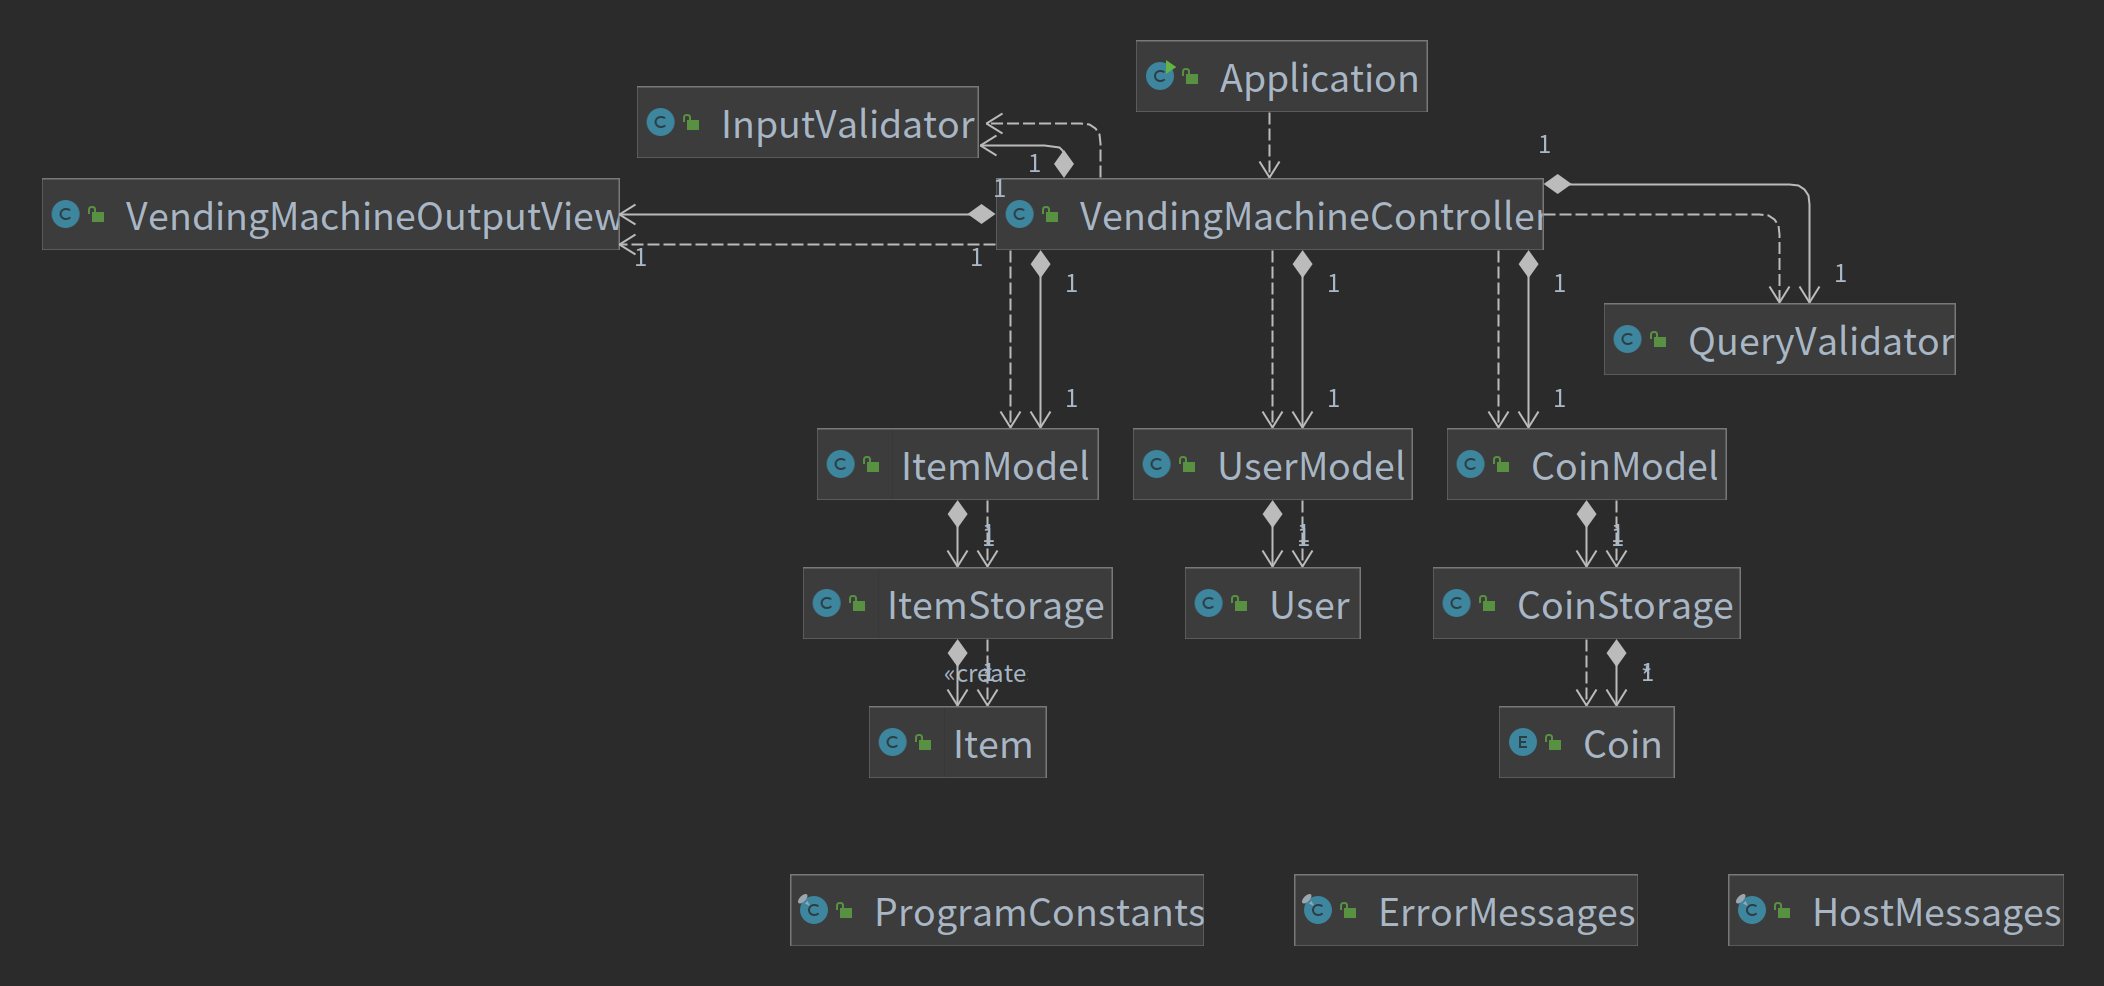 Application
InputValidator
1
1
1
VendingMachineOutputView
VendingMachineController
1
1
1
1
1
1
QueryValidator
1
1
1
ItemModel
UserModel
CoinModel
1
1
1
ItemStorage
User
CoinStorage
«create
1
1
Item
Coin
ProgramConstants
ErrorMessages
HostMessages